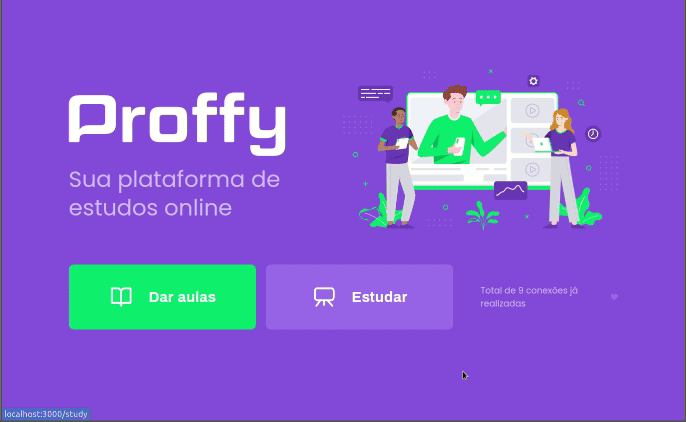 Proffy
Sua plataforma de
estudos online
Dar aulas
Estudar
Total de 9 conexões já
realizadas
localhost:3000/study